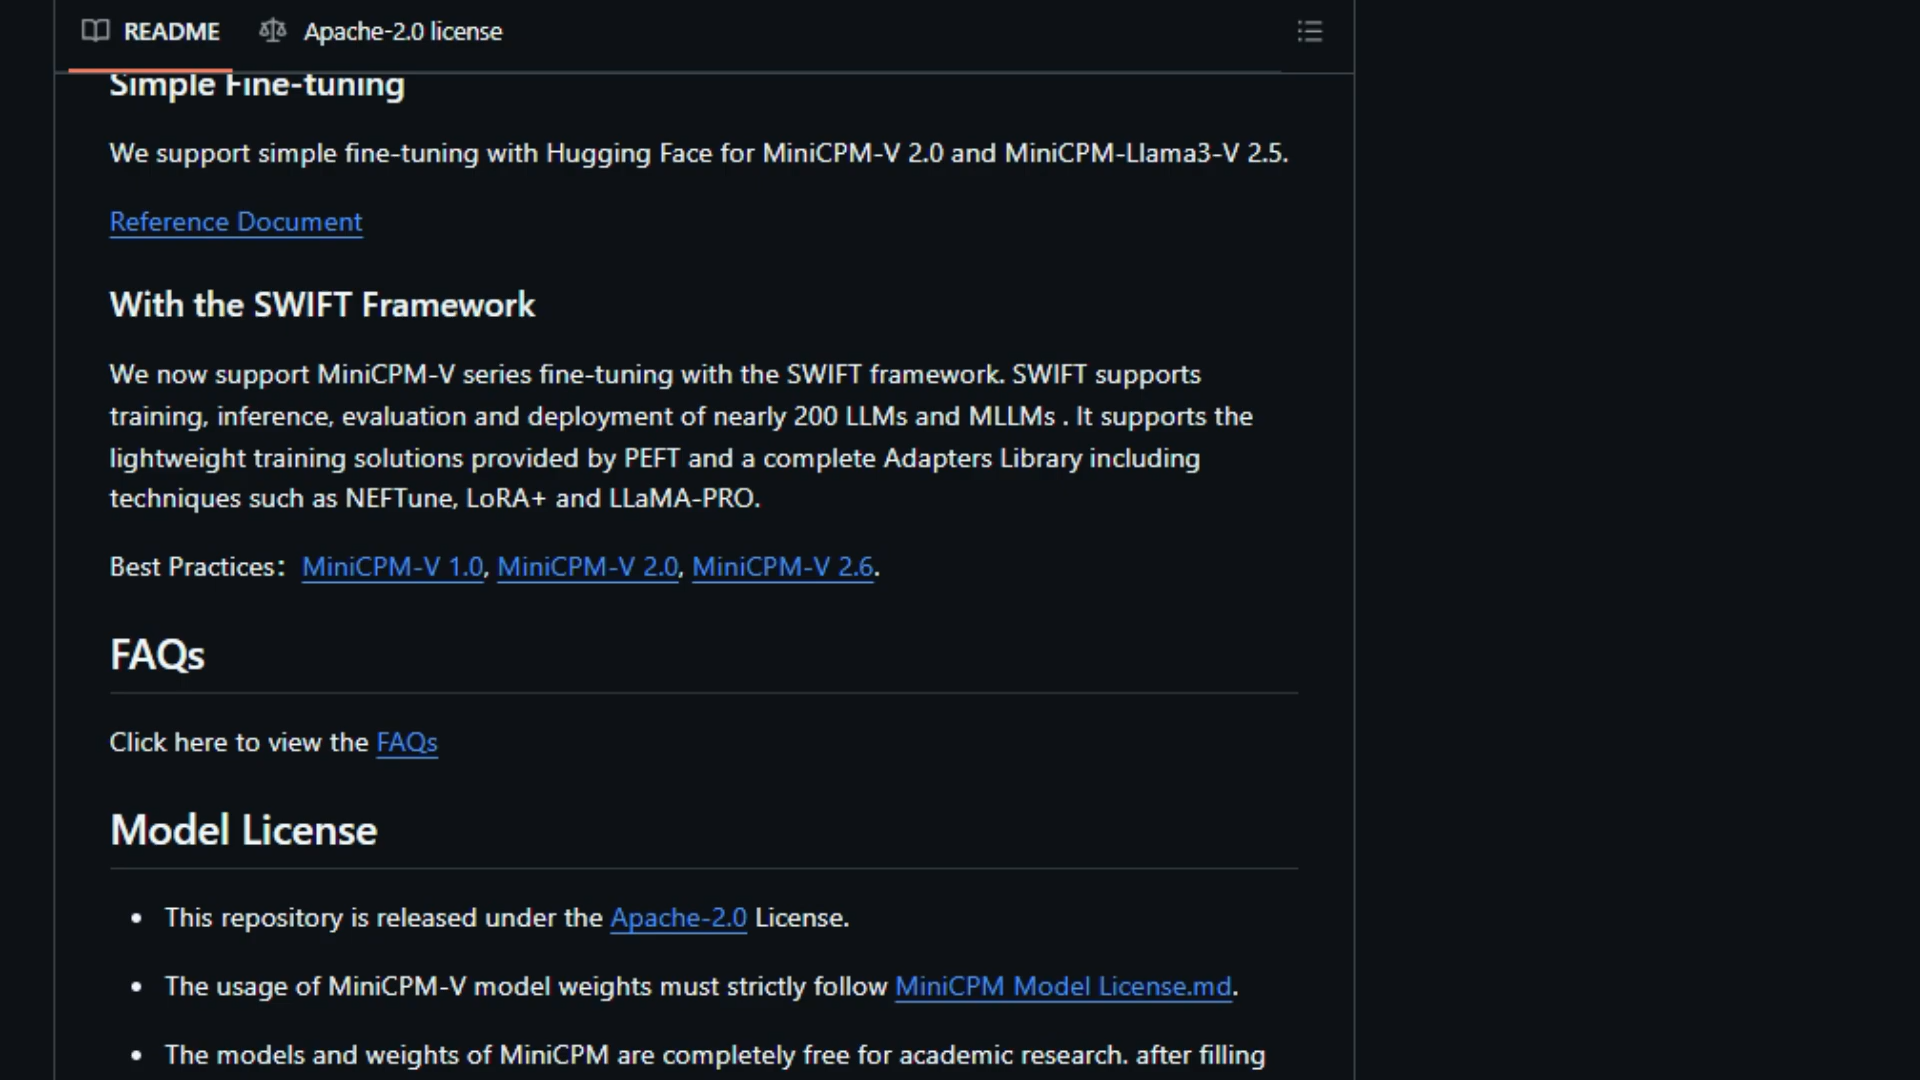 README
Apache-2.0 license
Simple Fine-tuning
We support simple fine-tuning with Hugging Face for MiniCPM-V 2.0 and MiniCPM-Llama3-V 2.5.
Reference Document
With the SWIFT Framework
We now support MiniCPM-V series fine-tuning with the SWIFT framework. SWIFT supports
training, inference, evaluation and deployment of nearly 200 LLMs and MLLMs . It supports the
lightweight training solutions provided by PEFT and a complete Adapters Library including
techniques such as NEFTune, LoRA+ and LLaMA-PRO.
Best Practices：MiniCPM-V 1.0, MiniCPM-V 2.0, MiniCPM-V 2.6.
FAQs
Click here to view the FAQs
Model License
• This repository is released under the Apache-2.0 License.
• The usage of MiniCPM-V model weights must strictly follow MiniCPM Model License.md.
• The models and weights of MiniCPM are completely free for academic research. after filling